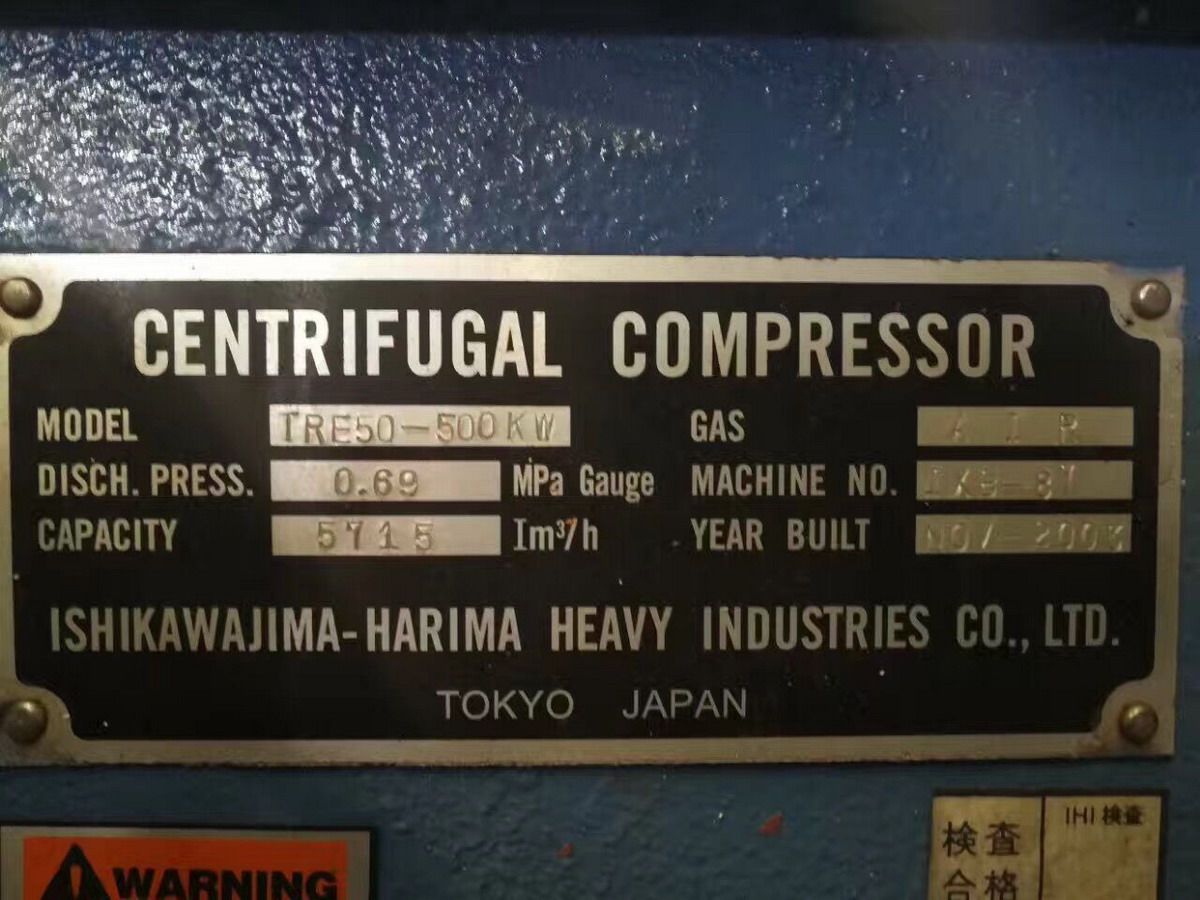 CENTRIFUGAL COMPRESSOR
MODEL TRE50-500KW GAS AIR
DISCH. PRESS. 0.69 MPa Gauge MACHINE NO.
CAPACITY 5715 Im³/h YEAR BUILT
ISHIKAWAJIMA-HARIMA HEAVY INDUSTRIES CO., LTD.
TOKYO JAPAN
WARNING
検査
合格
IHI 検査